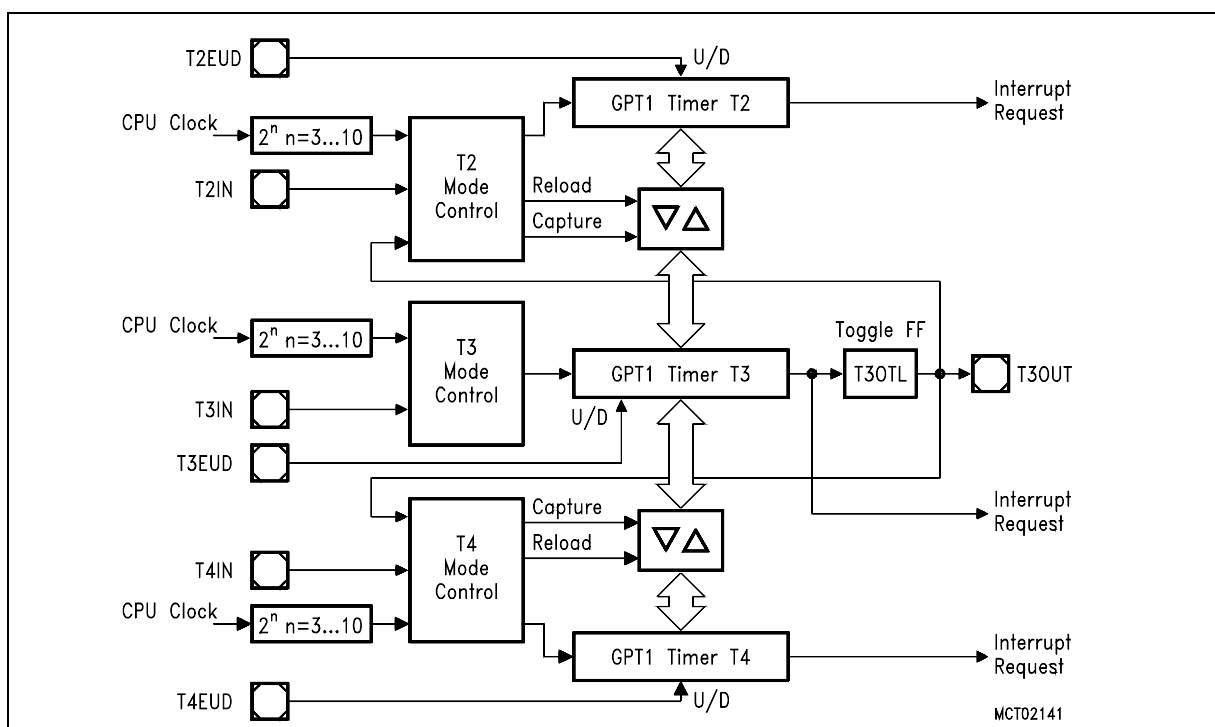 T2EUD
U/D
GPT1 Timer T2
Interrupt
Request
CPU Clock
2ⁿ n=3...10
T2
Mode
Control
T2IN
Reload
Capture
CPU Clock
2ⁿ n=3...10
T3
Mode
Control
Toggle FF
GPT1 Timer T3
T3OTL
T3OUT
T3IN
U/D
T3EUD
Interrupt
Request
Capture
Reload
T4
Mode
Control
T4IN
CPU Clock
2ⁿ n=3...10
GPT1 Timer T4
Interrupt
Request
T4EUD
U/D
MCT02141